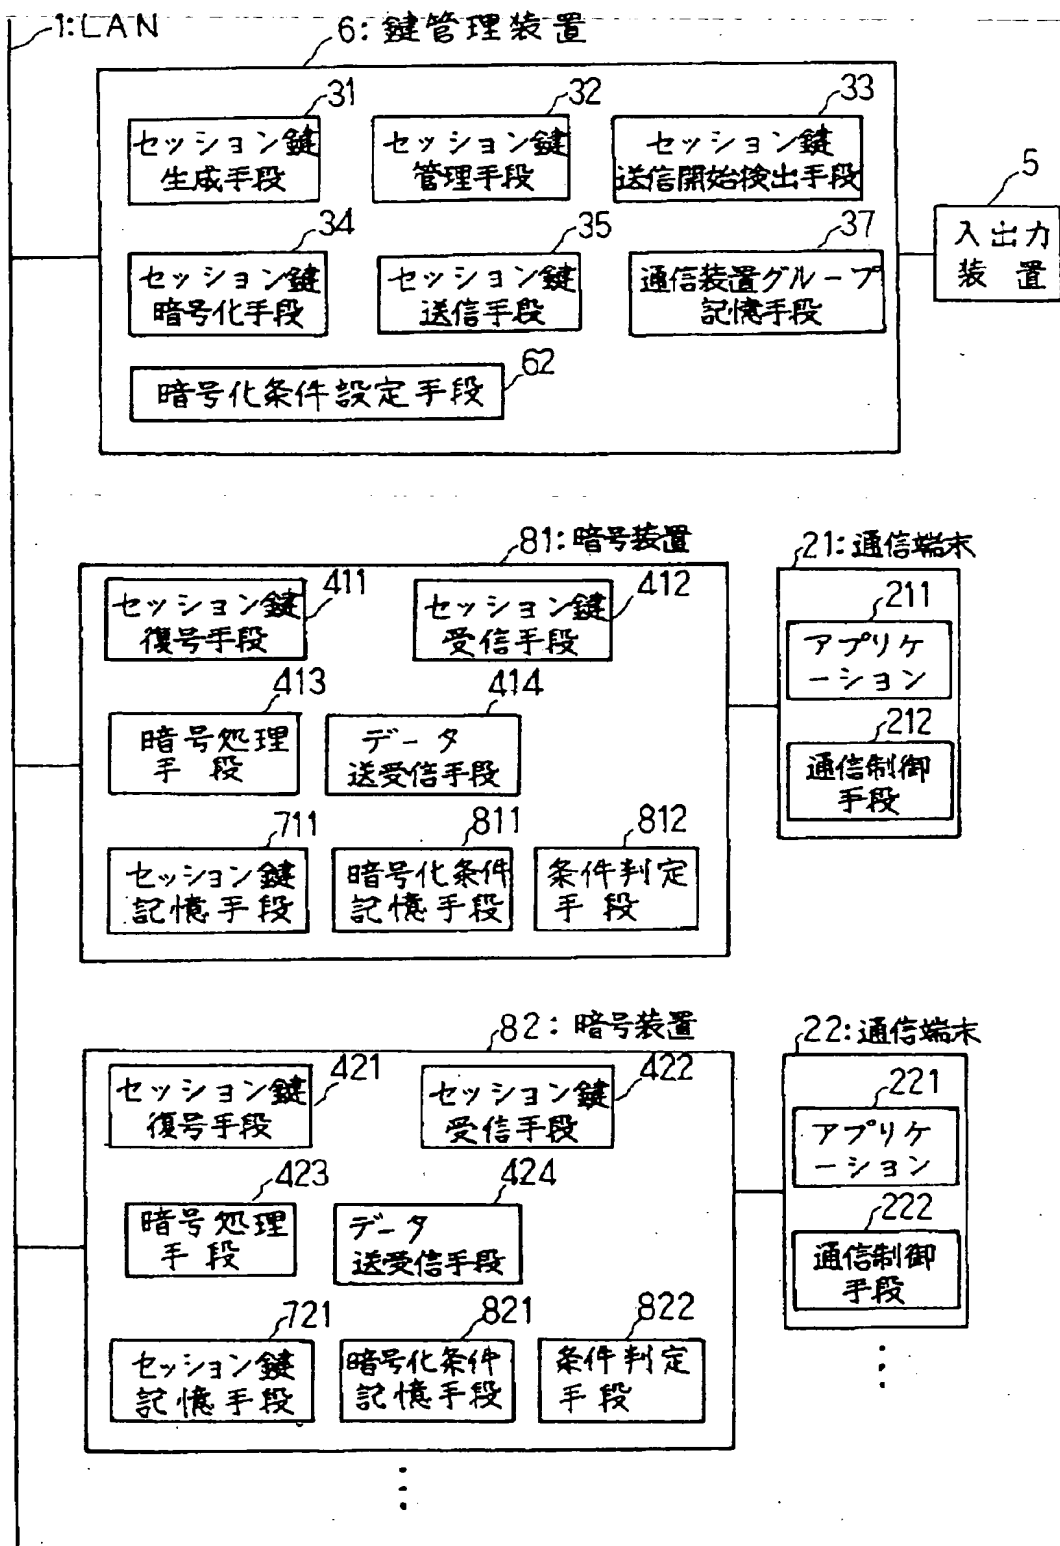 1:LAN
6:鍵管理装置
31
セッション鍵
生成手段
32
セッション鍵
管理手段
33
セッション鍵
送信開始検出手段
5
入出力
装置
34
セッション鍵
暗号化手段
35
セッション鍵
送信手段
37
通信装置グループ
記憶手段
62
暗号化条件設定手段
81:暗号装置
411
セッション鍵
復号手段
412
セッション鍵
受信手段
413
暗号処理
手段
414
データ
送受信手段
711
セッション鍵
記憶手段
811
暗号化条件
記憶手段
812
条件判定
手段
21:通信端末
211
アプリケ
ーション
212
通信制御
手段
82:暗号装置
421
セッション鍵
復号手段
422
セッション鍵
受信手段
423
暗号処理
手段
424
データ
送受信手段
721
セッション鍵
記憶手段
821
暗号化条件
記憶手段
822
条件判定
手段
22:通信端末
221
アプリケ
ーション
222
通信制御
手段